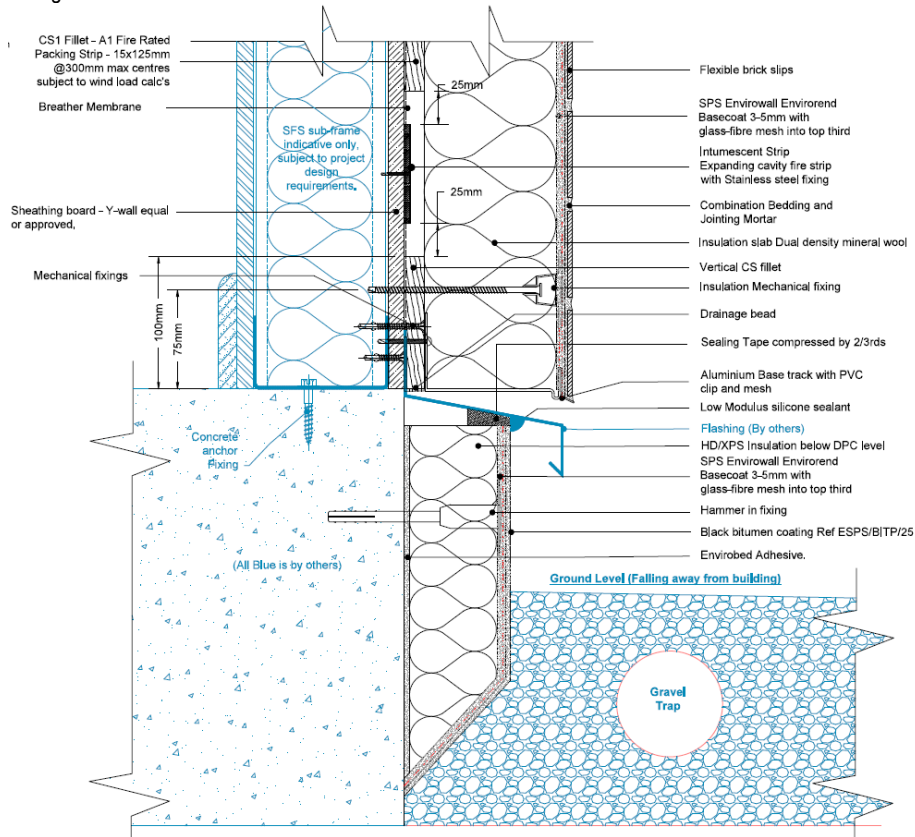 CS1 Fillet - A1 Fire Rated
Packing Strip - 15x125mm
@300mm max centres
subject to wind load calc's
Breather Membrane
SFS sub-frame
indicative only,
subject to project
design
requirements.
Sheathing board - Y-wall equal
or approved,
Mechanical fixings
100mm
75mm
25mm
25mm
Concrete
anchor
Fixing
(All Blue is by others)
Flexible brick slips
SPS Envirowall Envirorend
Basecoat 3-5mm with
glass-fibre mesh into top third
Intumescent Strip
Expanding cavity fire strip
with Stainless steel fixing
Combination Bedding and
Jointing Mortar
Insulation slab Dual density mineral wool
Vertical CS fillet
Insulation Mechanical fixing
Drainage bead
Sealing Tape compressed by 2/3rds
Aluminium Base track with PVC
clip and mesh
Low Modulus silicone sealant
Flashing (By others)
HD/XPS Insulation below DPC level
SPS Envirowall Envirorend
Basecoat 3-5mm with
glass-fibre mesh into top third
Hammer in fixing
Black bitumen coating Ref ESPS/BITP/25
Envirobed Adhesive.
Ground Level (Falling away from building)
Gravel
Trap